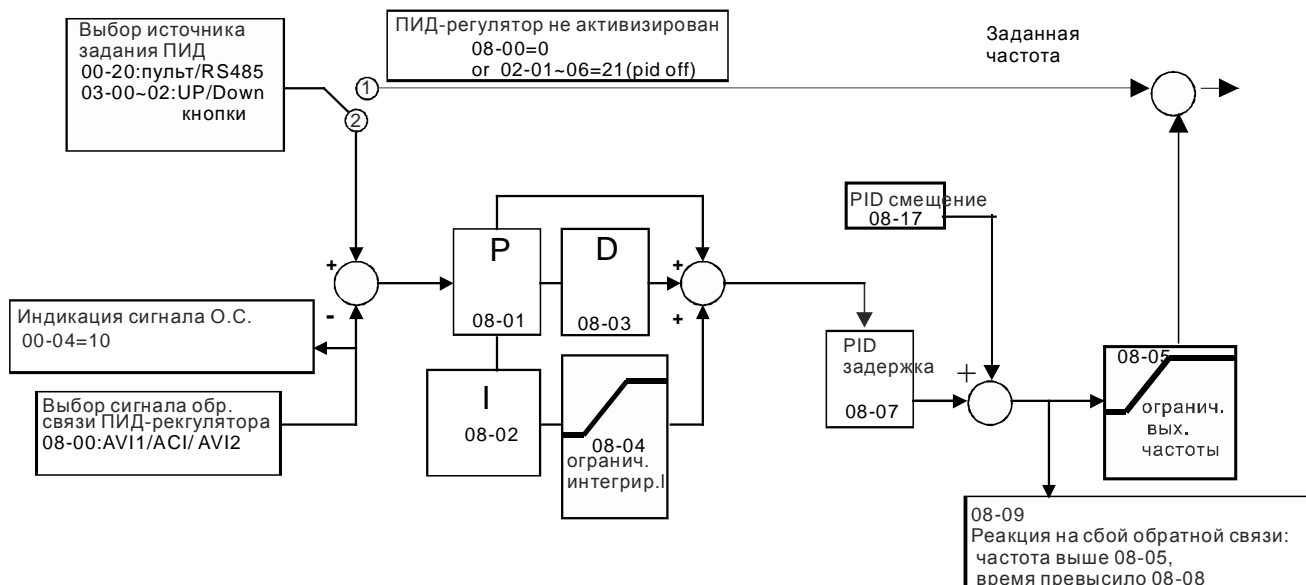 Выбор источника
задания ПИД
00-20:пульт/RS485
03-00~02:UP/Down
кнопки
ПИД-регулятор не активизирован
08-00=0
or 02-01~06=21(pid off)
Заданная
частота
1
2
PID смещение
08-17
+
-
P
08-01
D
08-03
+
+
Индикация сигнала О.С.
00-04=10
PID
задержка
08-07
+
08-05
огранич.
вых.
частоты
Выбор сигнала обр.
связи ПИД-рекгулятора
08-00:AVI1/ACI/ AVI2
I
08-02
08-04
огранич.
интегрир.I
08-09
Реакция на сбой обратной связи:
частота выше 08-05,
время превысило 08-08